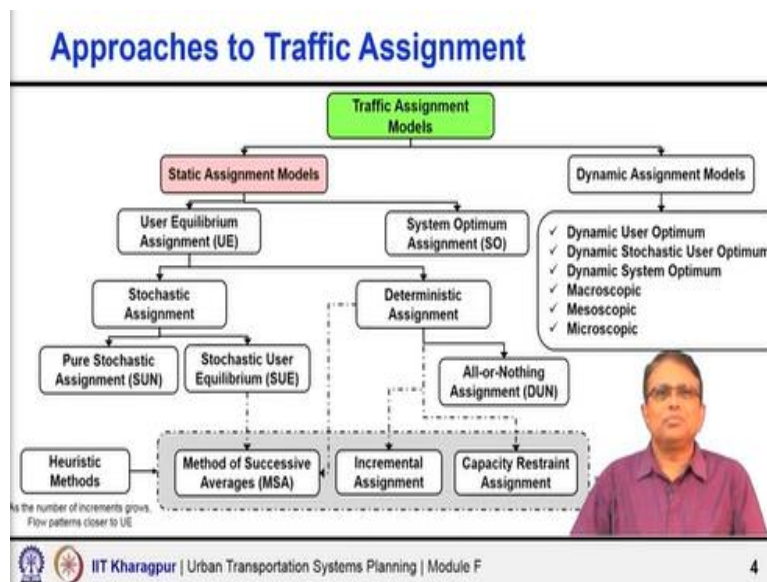 Approaches to Traffic Assignment
Traffic Assignment
Models
Static Assignment Models
Dynamic Assignment Models
User Equilibrium
Assignment (UE)
System Optimum
Assignment (SO)
✓ Dynamic User Optimum
✓ Dynamic Stochastic User Optimum
✓ Dynamic System Optimum
✓ Macroscopic
✓ Mesoscopic
✓ Microscopic
Stochastic
Assignment
Deterministic
Assignment
Pure Stochastic
Assignment (SUN)
Stochastic User
Equilibrium (SUE)
All-or-Nothing
Assignment (DUN)
Heuristic
Methods
Method of Successive
Averages (MSA)
Incremental
Assignment
Capacity Restraint
Assignment
As the number of increments grows,
Flow patterns closer to UE
IIT Kharagpur | Urban Transportation Systems Planning | Module F
4